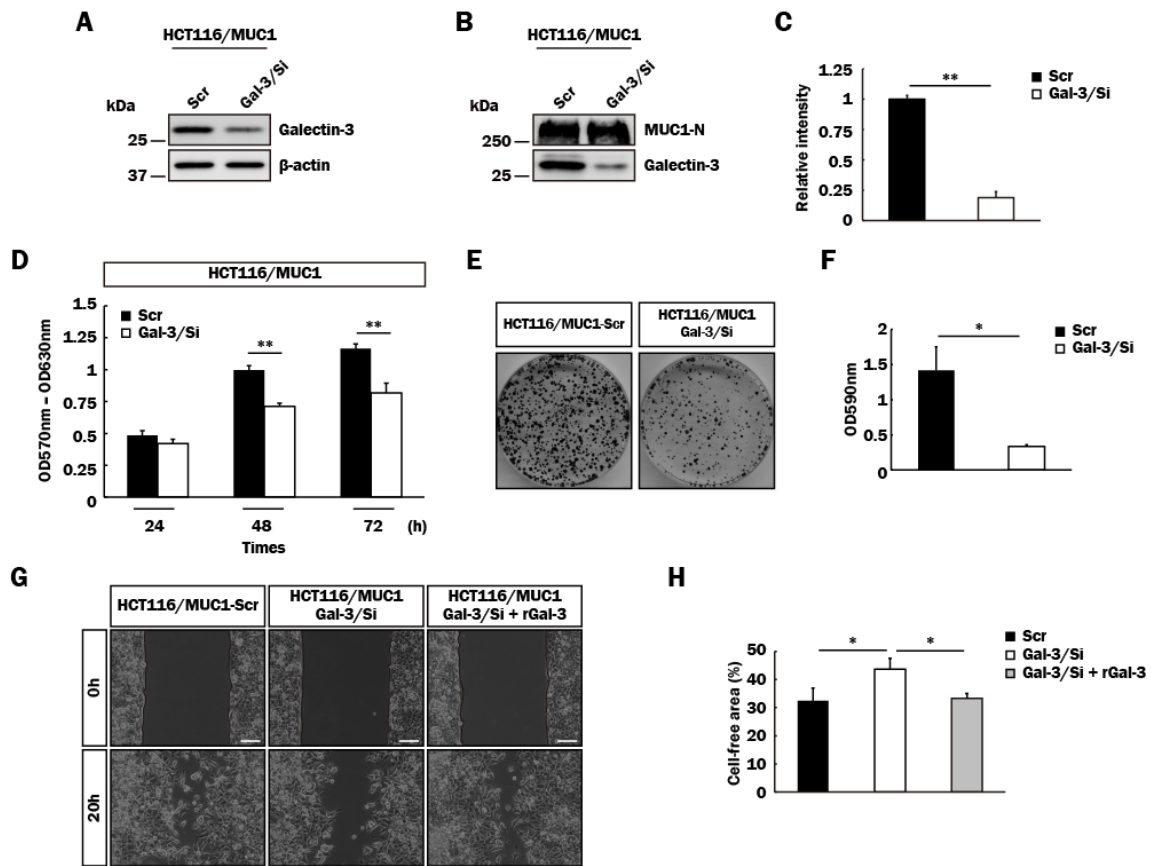 A
HCT116/MUC1
Scr
Gal-3/Si
kDa
25
Galectin-3
37
β-actin
B
HCT116/MUC1
Scr
Gal-3/Si
kDa
250
MUC1-N
25
Galectin-3
C
1.25
1
0.75
0.5
0.25
0
Relative intensity
**
Scr
Gal-3/Si
D
HCT116/MUC1
1.5
1.25
1
0.75
0.5
0.25
0
OD570nm – OD630nm
Scr
Gal-3/Si
**
**
24 48 72 (h)
Times
E
HCT116/MUC1-Scr
HCT116/MUC1
Gal-3/Si
F
2
1.5
1
0.5
0
OD590nm
*
Scr
Gal-3/Si
G
HCT116/MUC1-Scr
HCT116/MUC1
Gal-3/Si
HCT116/MUC1
Gal-3/Si + rGal-3
0h
20h
H
50
40
30
20
10
0
Cell-free area (%)
* *
Scr
Gal-3/Si
Gal-3/Si + rGal-3